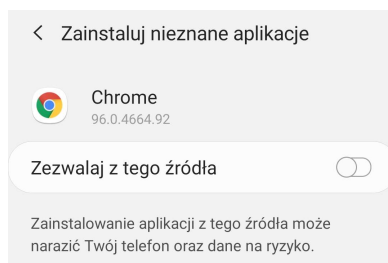 Zainstaluj nieznane aplikacje
Chrome
96.0.4664.92
Zezwalaj z tego źródła
Zainstalowanie aplikacji z tego źródła może
narazić Twój telefon oraz dane na ryzyko.